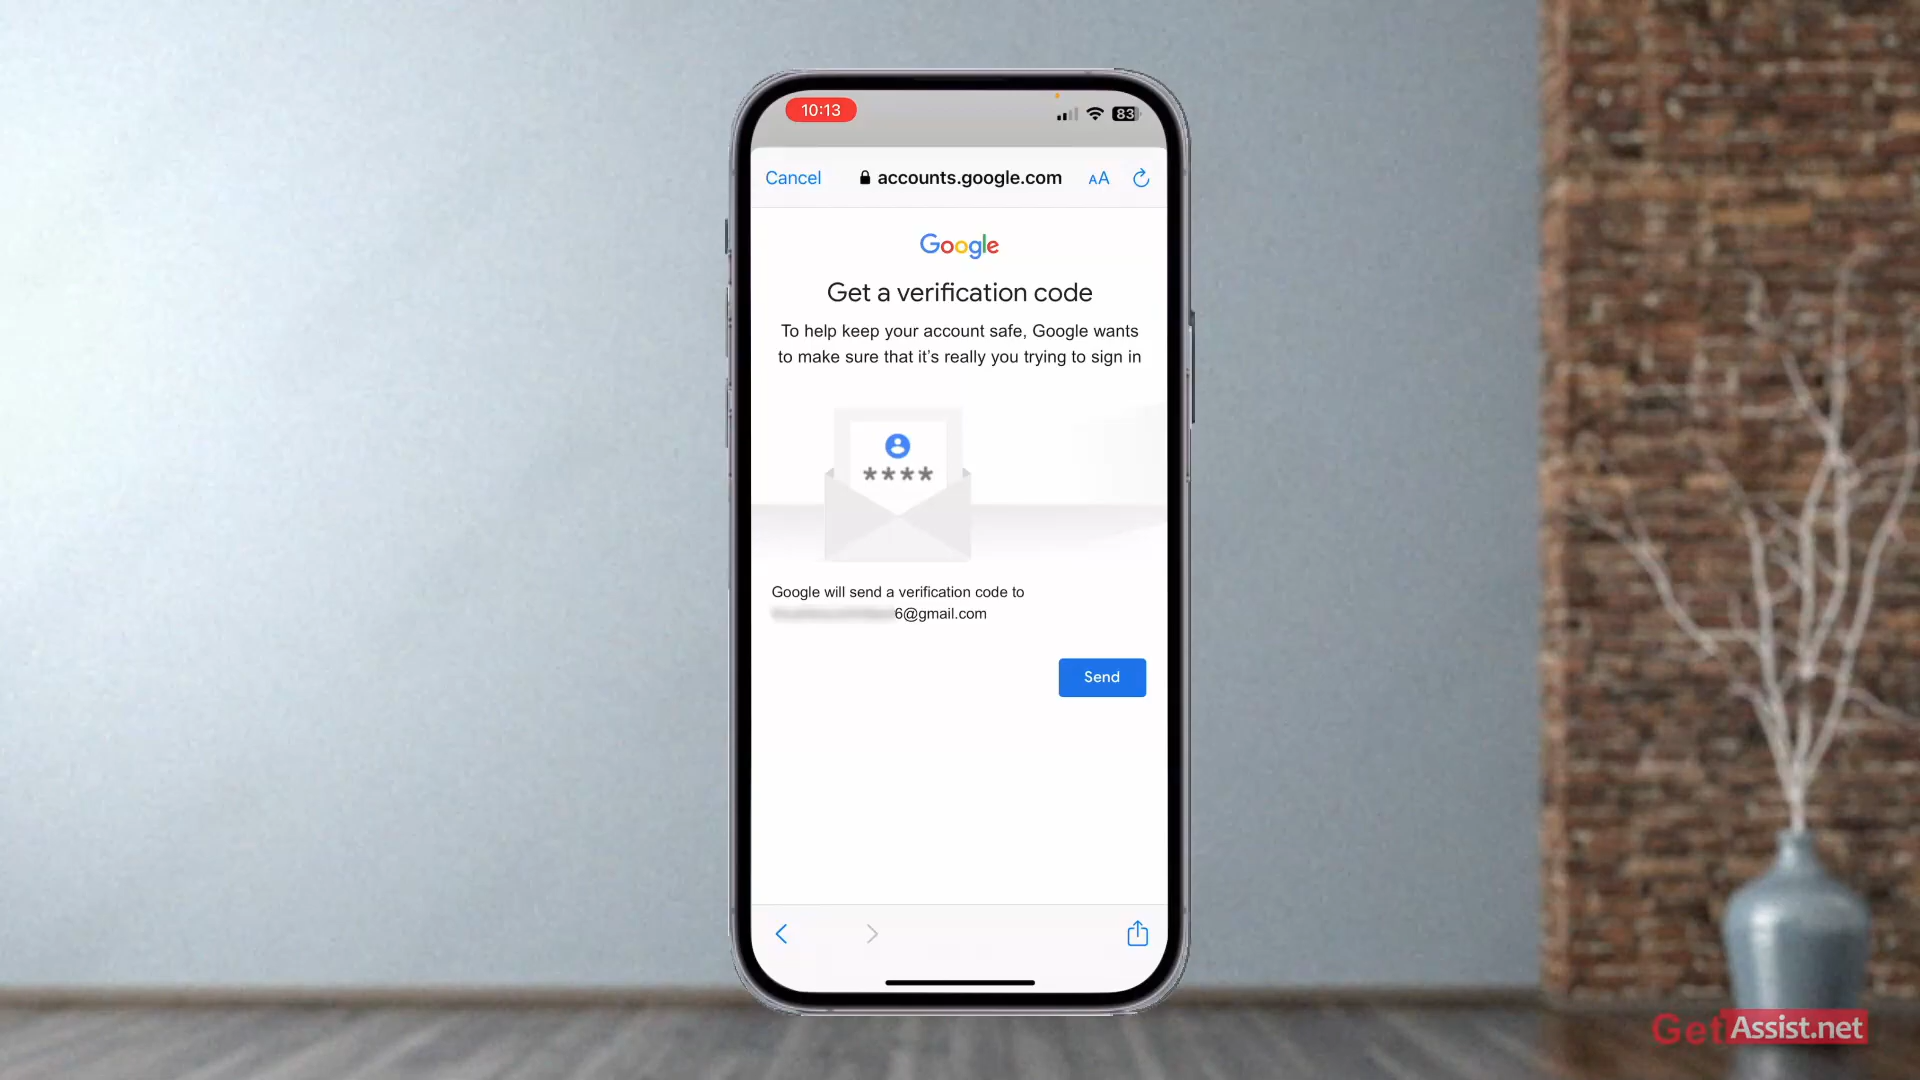 10:13
83
Cancel
accounts.google.com
AA
Google
Get a verification code
To help keep your account safe, Google wants
to make sure that it's really you trying to sign in
****
Google will send a verification code to
6@gmail.com
Send
GetAssist.net